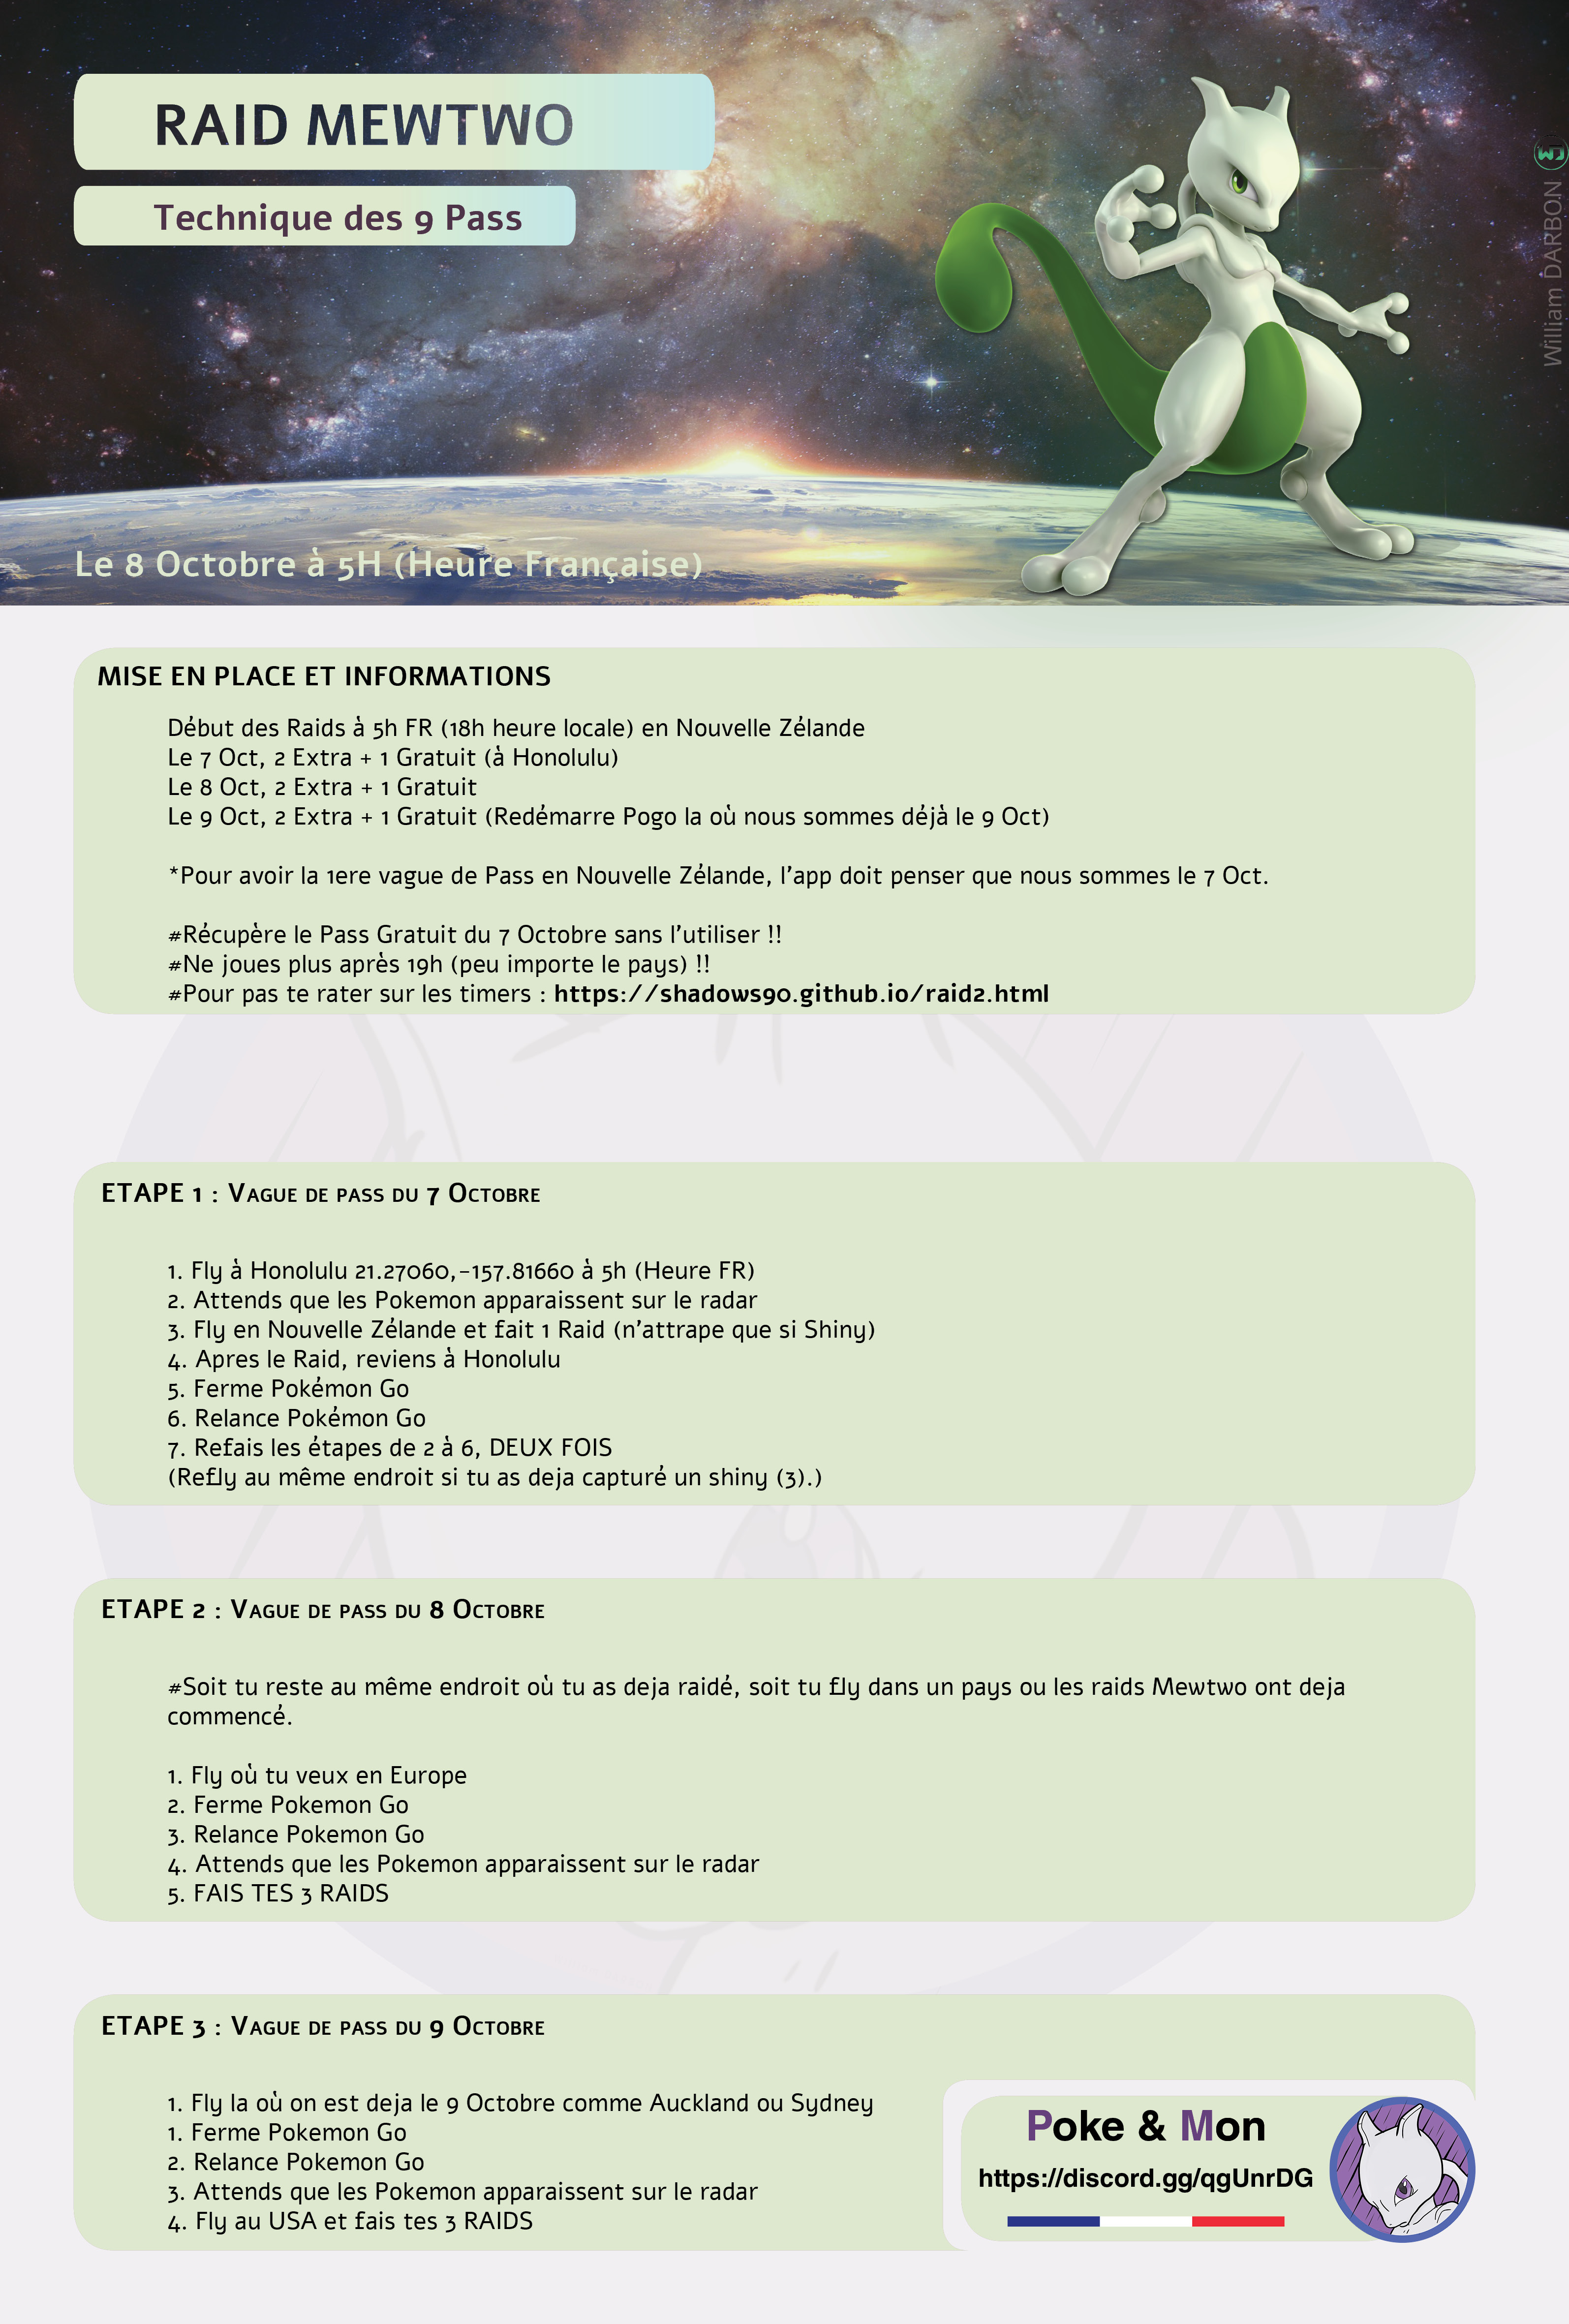 RAID MEWTWO
Technique des 9 Pass
William DARBON
Le 8 Octobre à 5H (Heure Française)
MISE EN PLACE ET INFORMATIONS
Début des Raids à 5h FR (18h heure locale) en Nouvelle Zélande
Le 7 Oct, 2 Extra + 1 Gratuit (à Honolulu)
Le 8 Oct, 2 Extra + 1 Gratuit
Le 9 Oct, 2 Extra + 1 Gratuit (Redémarre Pogo la où nous sommes déjà le 9 Oct)
*Pour avoir la 1ere vague de Pass en Nouvelle Zélande, l'app doit penser que nous sommes le 7 Oct.
#Récupère le Pass Gratuit du 7 Octobre sans l'utiliser !!
#Ne joues plus après 19h (peu importe le pays) !!
#Pour pas te rater sur les timers : https://shadows90.github.io/raid2.html
ETAPE 1 : Vague de pass du 7 Octobre
1. Fly à Honolulu 21.27060,-157.81660 à 5h (Heure FR)
2. Attends que les Pokemon apparaissent sur le radar
3. Fly en Nouvelle Zélande et fait 1 Raid (n'attrape que si Shiny)
4. Apres le Raid, reviens à Honolulu
5. Ferme Pokémon Go
6. Relance Pokémon Go
7. Refais les étapes de 2 à 6, DEUX FOIS
(Refly au même endroit si tu as deja capturé un shiny (3).)
ETAPE 2 : Vague de pass du 8 Octobre
#Soit tu reste au même endroit où tu as deja raidé, soit tu fly dans un pays ou les raids Mewtwo ont deja
commencé.
1. Fly où tu veux en Europe
2. Ferme Pokemon Go
3. Relance Pokemon Go
4. Attends que les Pokemon apparaissent sur le radar
5. FAIS TES 3 RAIDS
ETAPE 3 : Vague de pass du 9 Octobre
1. Fly la où on est deja le 9 Octobre comme Auckland ou Sydney
1. Ferme Pokemon Go
2. Relance Pokemon Go
3. Attends que les Pokemon apparaissent sur le radar
4. Fly au USA et fais tes 3 RAIDS
Poke & Mon
https://discord.gg/qgUnrDG